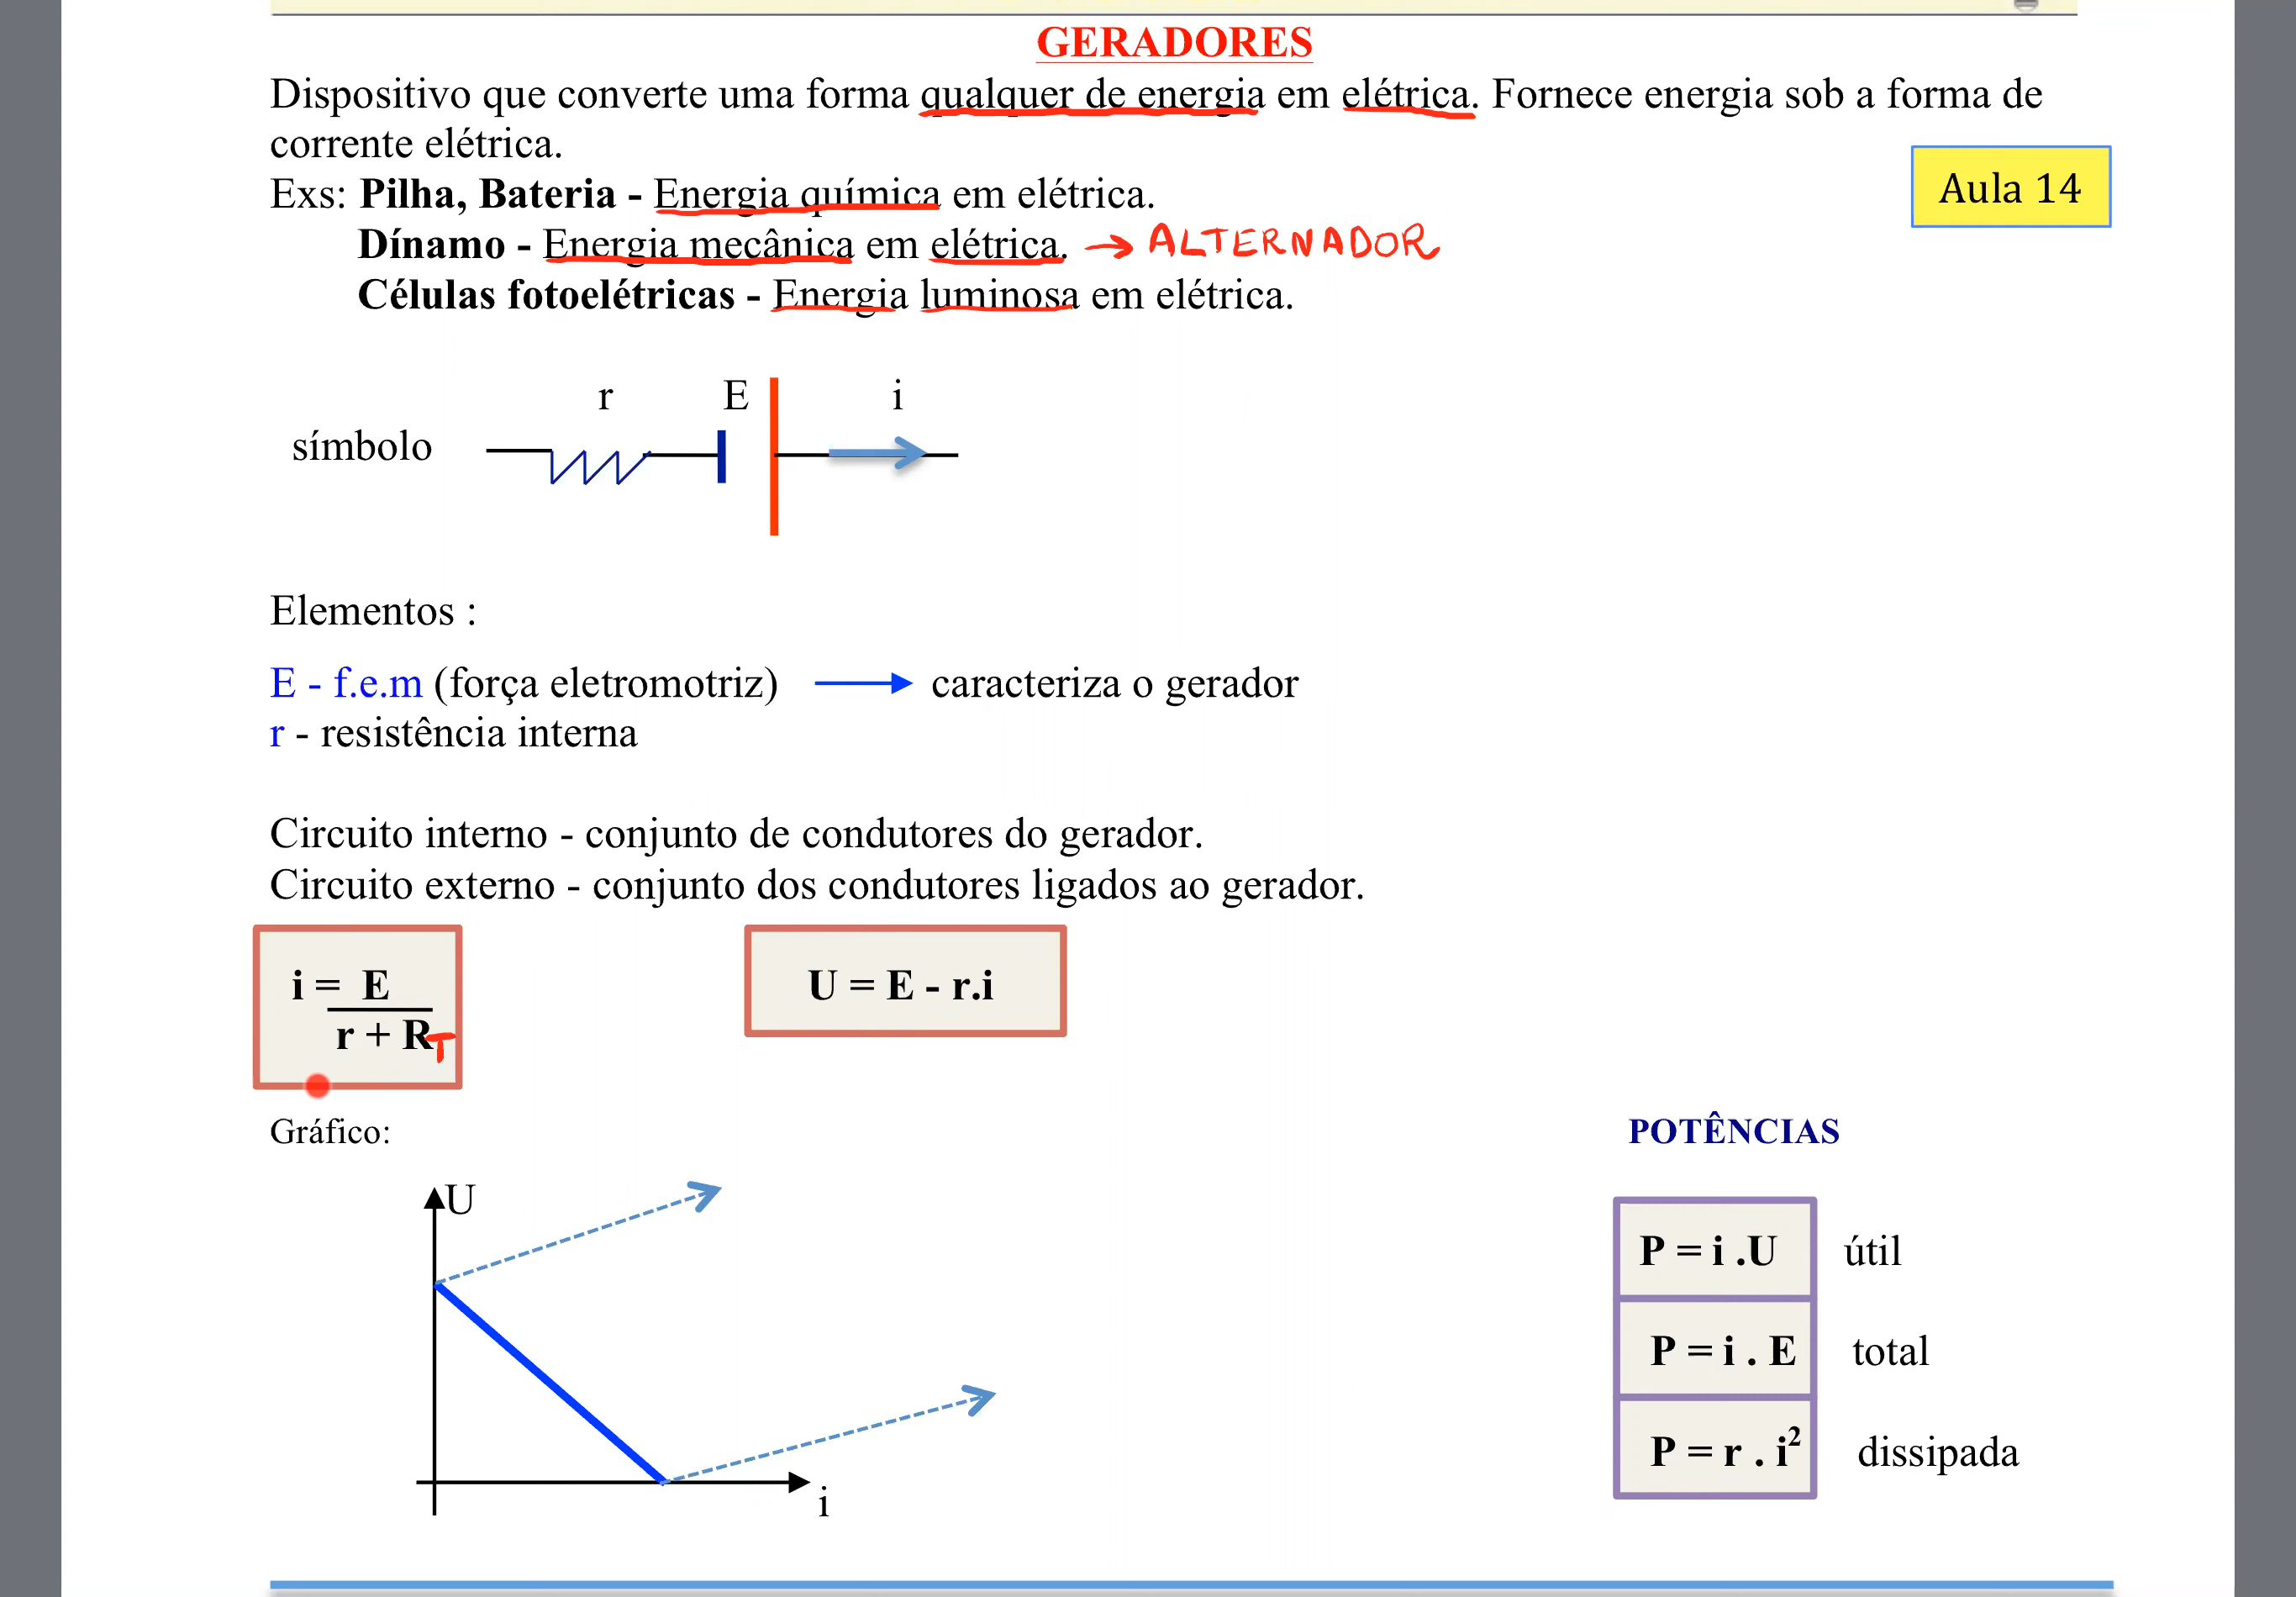 GERADORES
Dispositivo que converte uma forma qualquer de energia em elétrica. Fornece energia sob a forma de
corrente elétrica.
Aula 14
Exs: Pilha, Bateria - Energia química em elétrica.
Dínamo - Energia mecânica em elétrica. → ALTERNADOR
Células fotoelétricas - Energia luminosa em elétrica.
r E i
símbolo
Elementos :
E - f.e.m (força eletromotriz) → caracteriza o gerador
r - resistência interna
Circuito interno - conjunto de condutores do gerador.
Circuito externo - conjunto dos condutores ligados ao gerador.
i = E
r + RT
U = E - r.i
Gráfico:
U
i
POTÊNCIAS
P = i .U útil
P = i . E total
P = r . i² dissipada